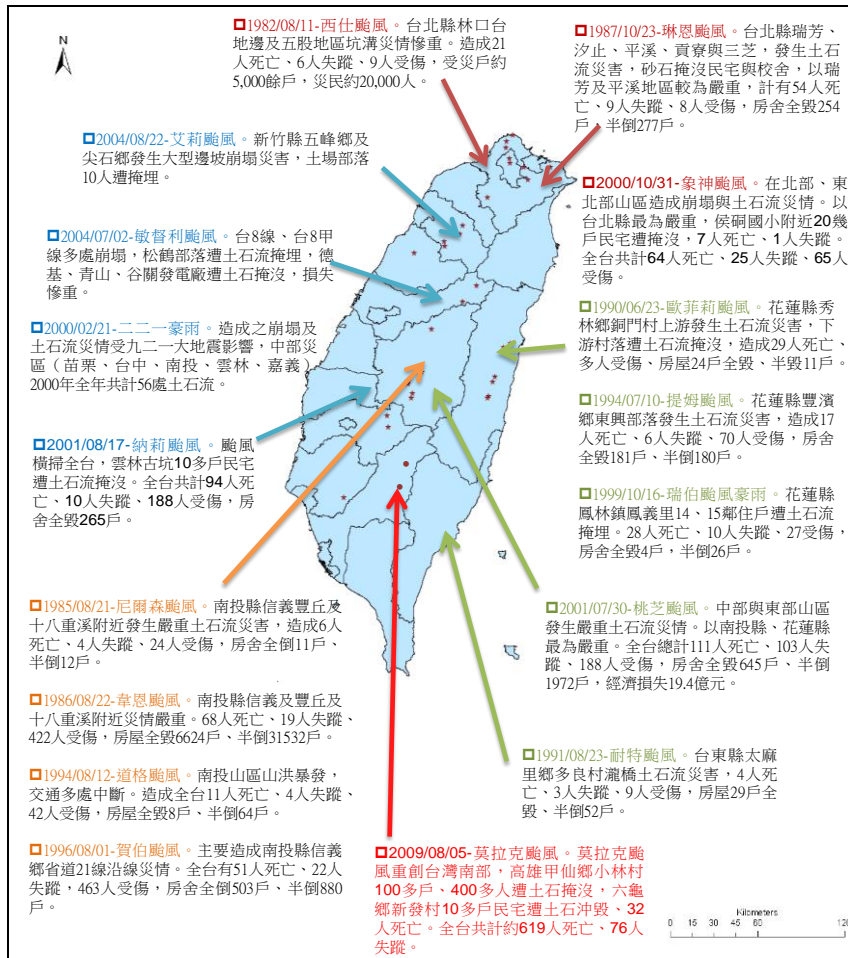 N
1982/08/11-西仕颱風。台北縣林口台
地邊及五股地區坑溝災情慘重。造成21
人死亡、6人失蹤、9人受傷，受災戶約
5,000餘戶，災民約20,000人。
1987/10/23-琳恩颱風。台北縣瑞芳、
汐止、平溪、貢寮與三芝，發生土石
流災害，砂石掩沒民宅與校舍，以瑞
芳及平溪地區較為嚴重，計有54人死
亡、9人失蹤、8人受傷，房舍全毀254
戶、半倒277戶。
2004/08/22-艾莉颱風。新竹縣五峰鄉及
尖石鄉發生大型邊坡崩塌災害，土場部落
10人遭掩埋。
2000/10/31-象神颱風。在北部、東
北部山區造成崩塌與土石流災情。以
台北縣最為嚴重，侯硐國小附近20幾
戶民宅遭掩沒，7人死亡、1人失蹤。
全台共計64人死亡、25人失蹤、65人
受傷。
2004/07/02-敏督利颱風。台8線、台8甲
線多處崩塌，松鶴部落遭土石流掩埋，德
基、青山、谷關發電廠遭土石掩沒，損失
慘重。
1990/06/23-歐菲莉颱風。花蓮縣秀
林鄉銅門村上游發生土石流災害，下
游村落遭土石流掩沒，造成29人死亡、
多人受傷、房屋24戶全毀、半毀11戶。
2000/02/21-二二一豪雨。造成之崩塌及
土石流災情受九二一大地震影響，中部災
區（苗栗、台中、南投、雲林、嘉義）
2000年全年共計56處土石流。
1994/07/10-提姆颱風。花蓮縣豐濱
鄉東興部落發生土石流災害，造成17
人死亡、6人失蹤、70人受傷，房舍
全毀181戶、半倒180戶。
2001/08/17-納莉颱風。颱風
橫掃全台，雲林古坑10多戶民宅
遭土石流掩沒。全台共計94人死
亡、10人失蹤、188人受傷，房
舍全毀265戶。
1999/10/16-瑞伯颱風豪雨。花蓮縣
鳳林鎮鳳義里14、15鄰住戶遭土石流
掩埋。28人死亡、10人失蹤、27受傷，
房舍全毀4戶，半倒26戶。
1985/08/21-尼爾森颱風。南投縣信義豐丘及
十八重溪附近發生嚴重土石流災害，造成6人
死亡、4人失蹤、24人受傷，房舍全倒11戶、
半倒12戶。
2001/07/30-桃芝颱風。中部與東部山區
發生嚴重土石流災情。以南投縣、花蓮縣
最為嚴重。全台總計111人死亡、103人失
蹤、188人受傷，房舍全毀645戶、半倒
1972戶，經濟損失19.4億元。
1986/08/22-韋恩颱風。南投縣信義及豐丘及
十八重溪附近災情嚴重。68人死亡、19人失蹤、
422人受傷，房屋全毀6624戶、半倒31532戶。
1991/08/23-耐特颱風。台東縣太麻
里鄉多良村瀧橋土石流災害，4人死
亡、3人失蹤、9人受傷，房屋29戶全
毀、半倒52戶。
1994/08/12-道格颱風。南投山區山洪暴發，
交通多處中斷。造成全台11人死亡、4人失蹤、
42人受傷，房屋全毀8戶、半倒64戶。
1996/08/01-賀伯颱風。主要造成南投縣信義
鄉省道21線沿線災情。全台有51人死亡、22人
失蹤，463人受傷，房舍全倒503戶、半倒880
戶。
2009/08/05-莫拉克颱風。莫拉克颱
風重創台灣南部，高雄甲仙鄉小林村
100多戶、400多人遭土石掩沒，六龜
鄉新發村10多戶民宅遭土石沖毀、32
人死亡。全台共計約619人死亡、76人
失蹤。
Kilometers
0 15 30 45 60 120